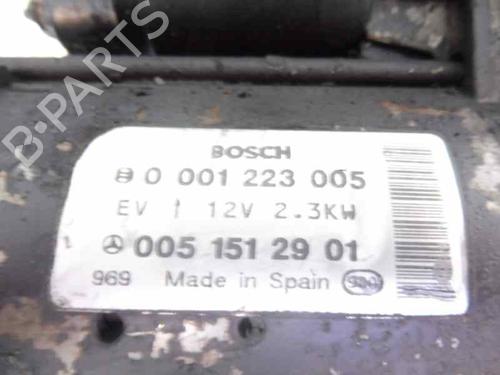 B-PARTS
BOSCH
0 001 223 005
EV ↑ 12V 2.3KW
005 151 29 01
969 Made in Spain